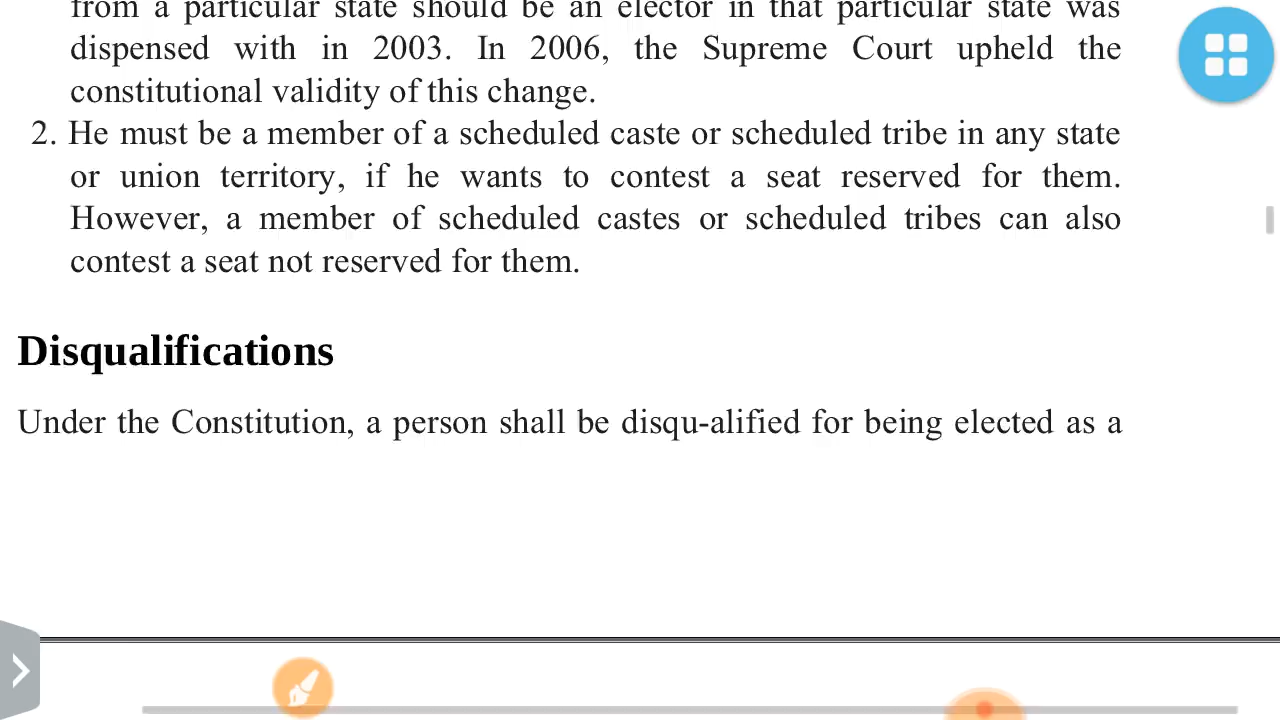 from a particular state should be an elector in that particular state was
dispensed with in 2003. In 2006, the Supreme Court upheld the
constitutional validity of this change.
2. He must be a member of a scheduled caste or scheduled tribe in any state
or union territory, if he wants to contest a seat reserved for them.
However, a member of scheduled castes or scheduled tribes can also
contest a seat not reserved for them.
Disqualifications
Under the Constitution, a person shall be disqu-alified for being elected as a